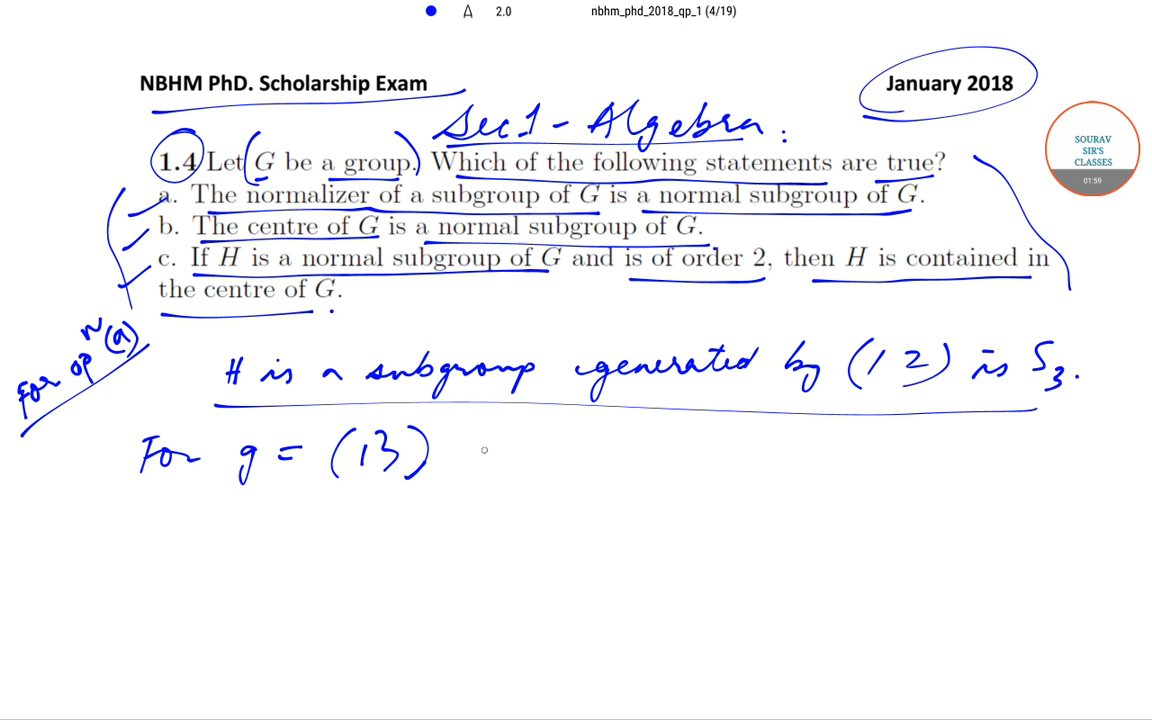 2.0 nbhm_phd_2018_qp_1 (4/19)
NBHM PhD. Scholarship Exam January 2018
Sec 1 - Algebra.
SOURAV
SIR'S
CLASSES
01:59
1.4 Let G be a group. Which of the following statements are true?
a. The normalizer of a subgroup of G is a normal subgroup of G.
b. The centre of G is a normal subgroup of G.
c. If H is a normal subgroup of G and is of order 2, then H is contained in
the centre of G.
For op^n (a)
H is a subgroup generated by (1 2) is S₃.
For g = (13)